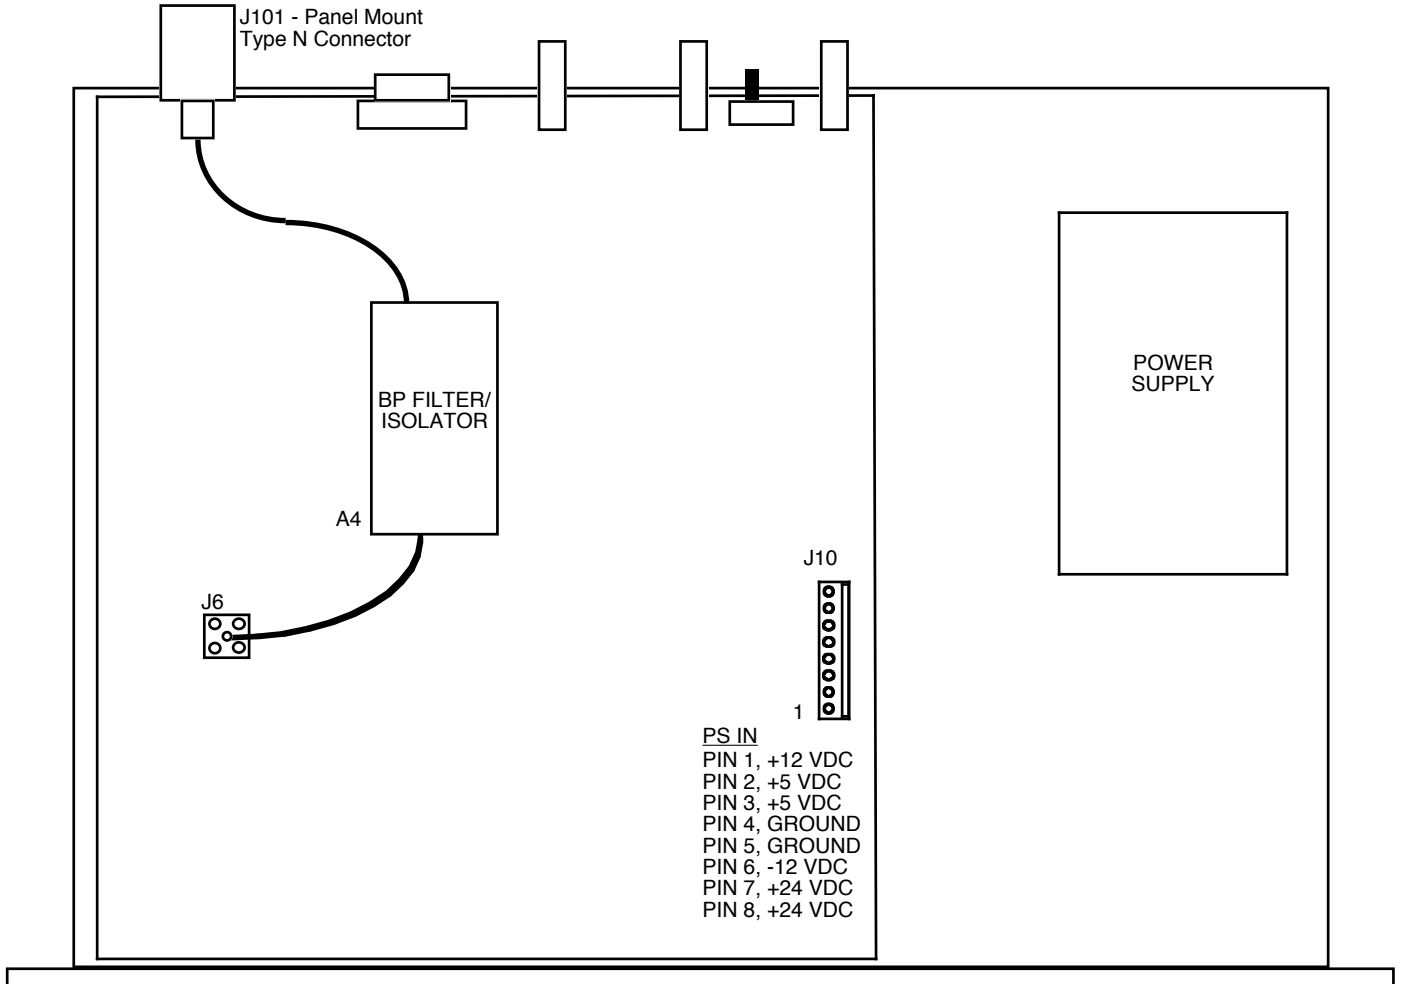 J101 - Panel Mount
Type N Connector
POWER
SUPPLY
BP FILTER/
ISOLATOR
A4
J10
J6
1
PS IN
PIN 1, +12 VDC
PIN 2, +5 VDC
PIN 3, +5 VDC
PIN 4, GROUND
PIN 5, GROUND
PIN 6, -12 VDC
PIN 7, +24 VDC
PIN 8, +24 VDC